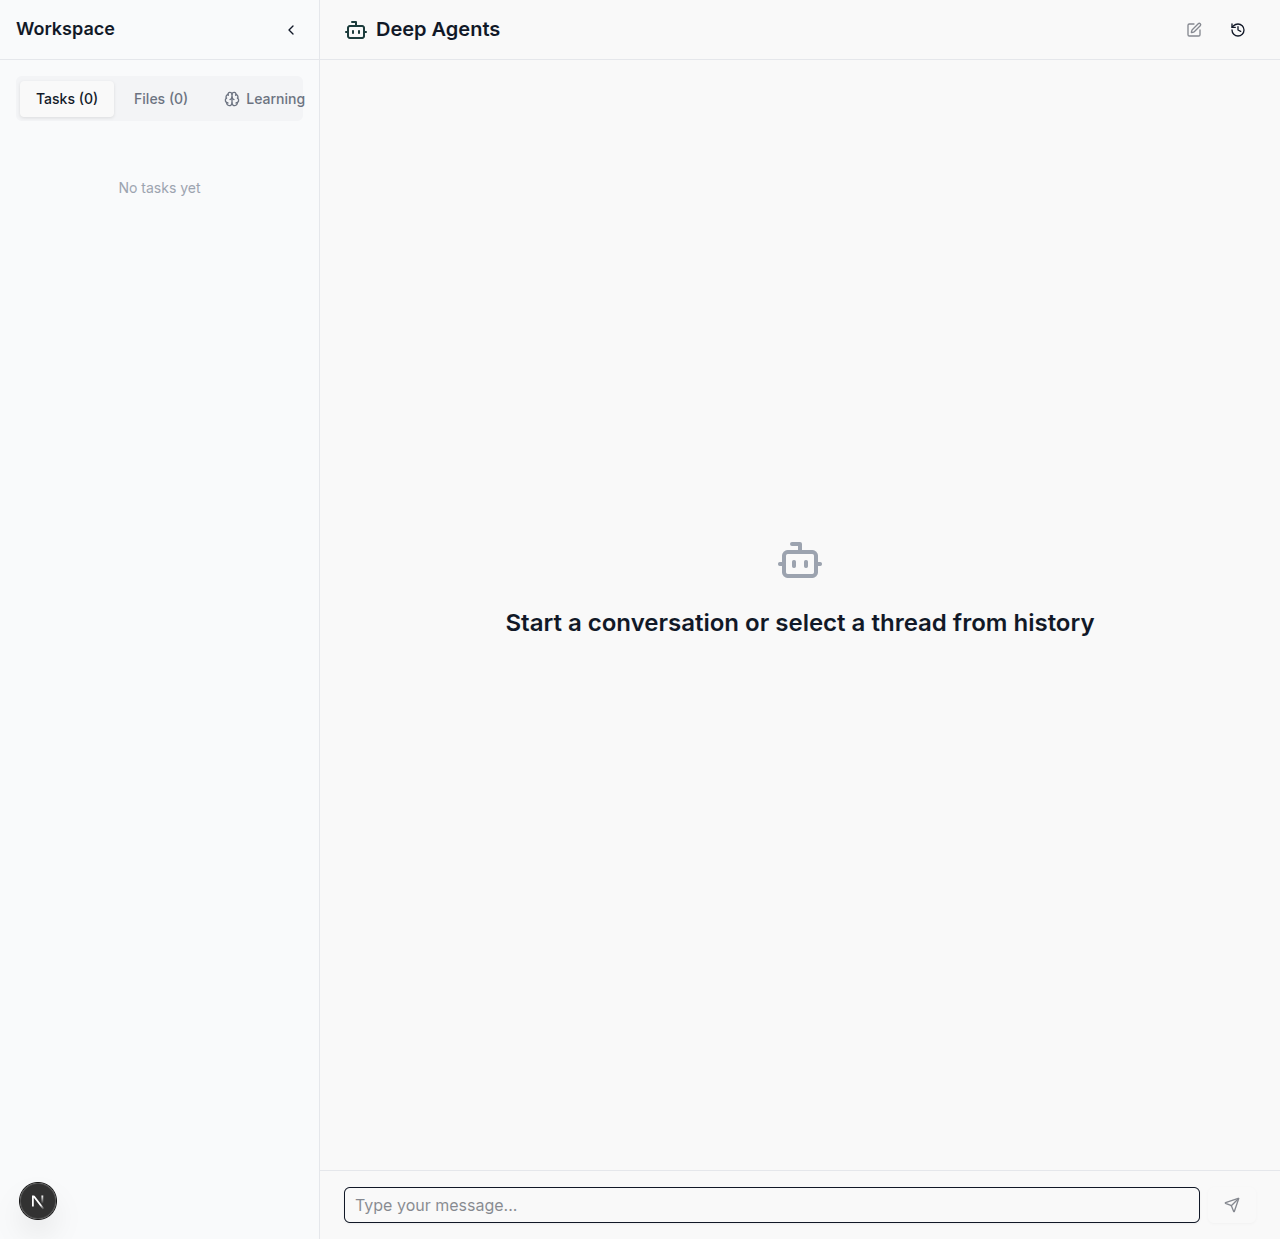 Workspace
Deep Agents
Tasks (0)
Files (0)
Learning
No tasks yet
Start a conversation or select a thread from history
Type your message...
N